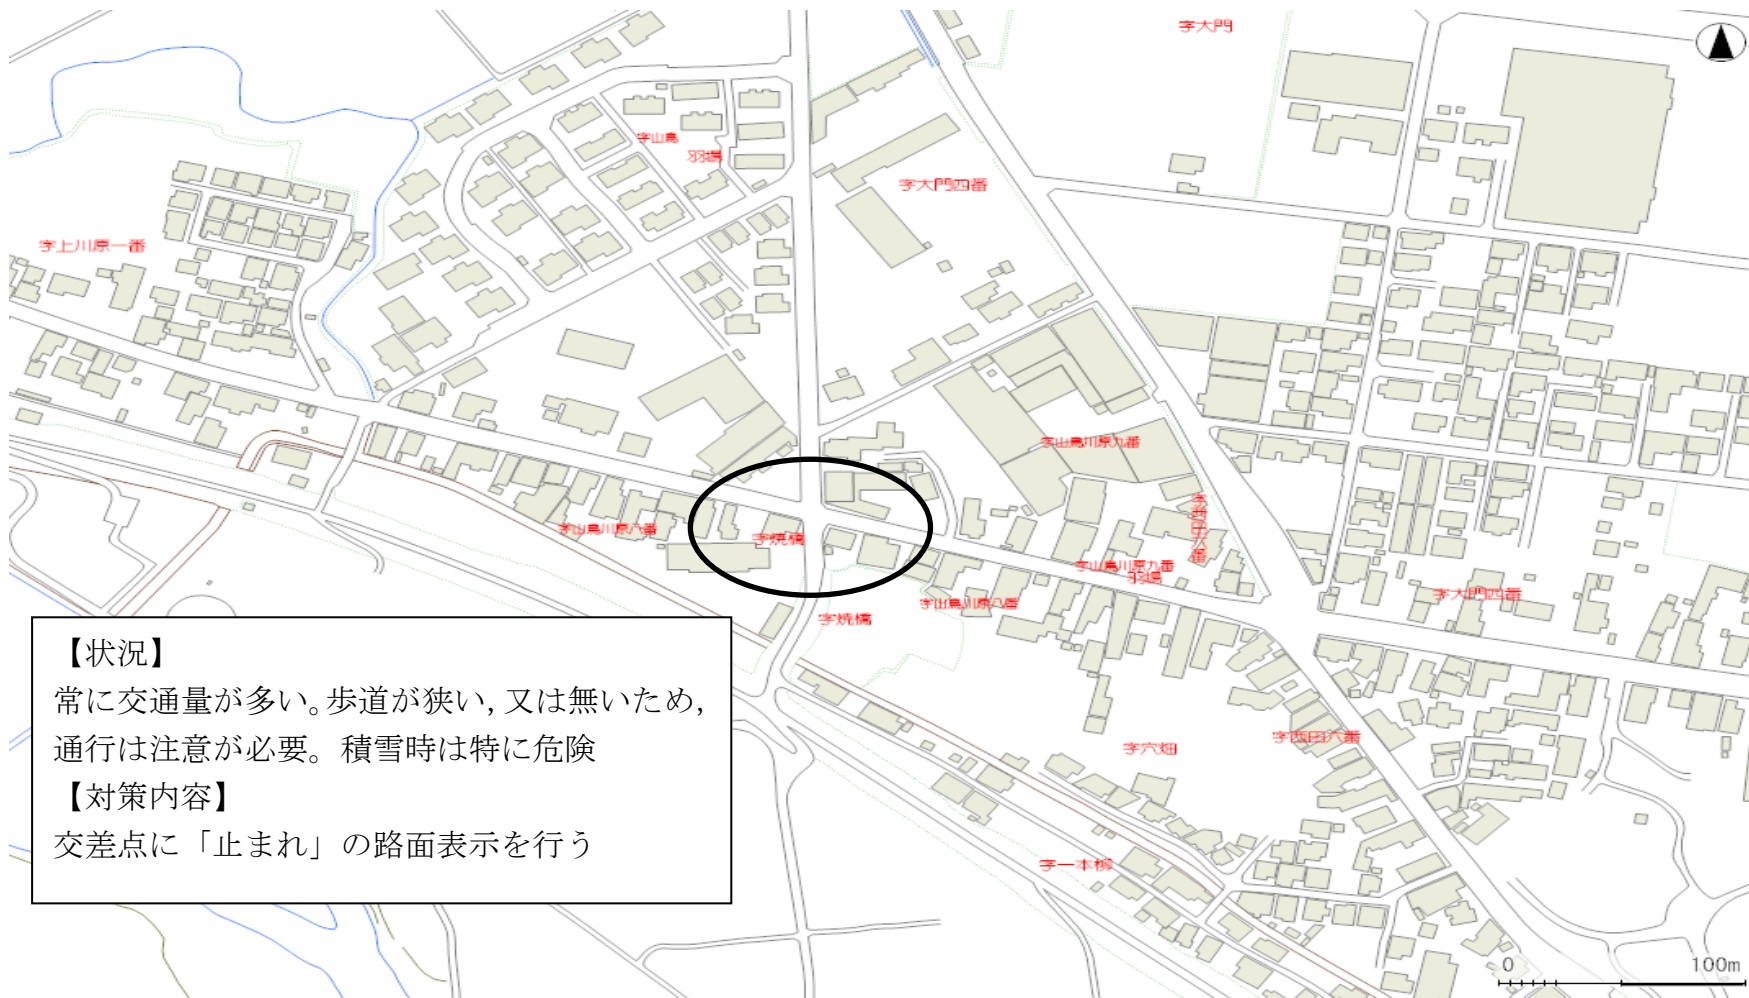 字大門
字山鳥
羽場
字大門四番
字上川原一番
字山鳥川原九番
字西田六番
字山鳥川原八番
字焼橋
字山鳥川原九番
羽場
字大門四番
字山鳥川原八番
字焼橋
【状況】
常に交通量が多い。歩道が狭い,又は無いため,
通行は注意が必要。積雪時は特に危険
【対策内容】
交差点に「止まれ」の路面表示を行う
字穴畑
字西田六番
字一本柳
0 100m